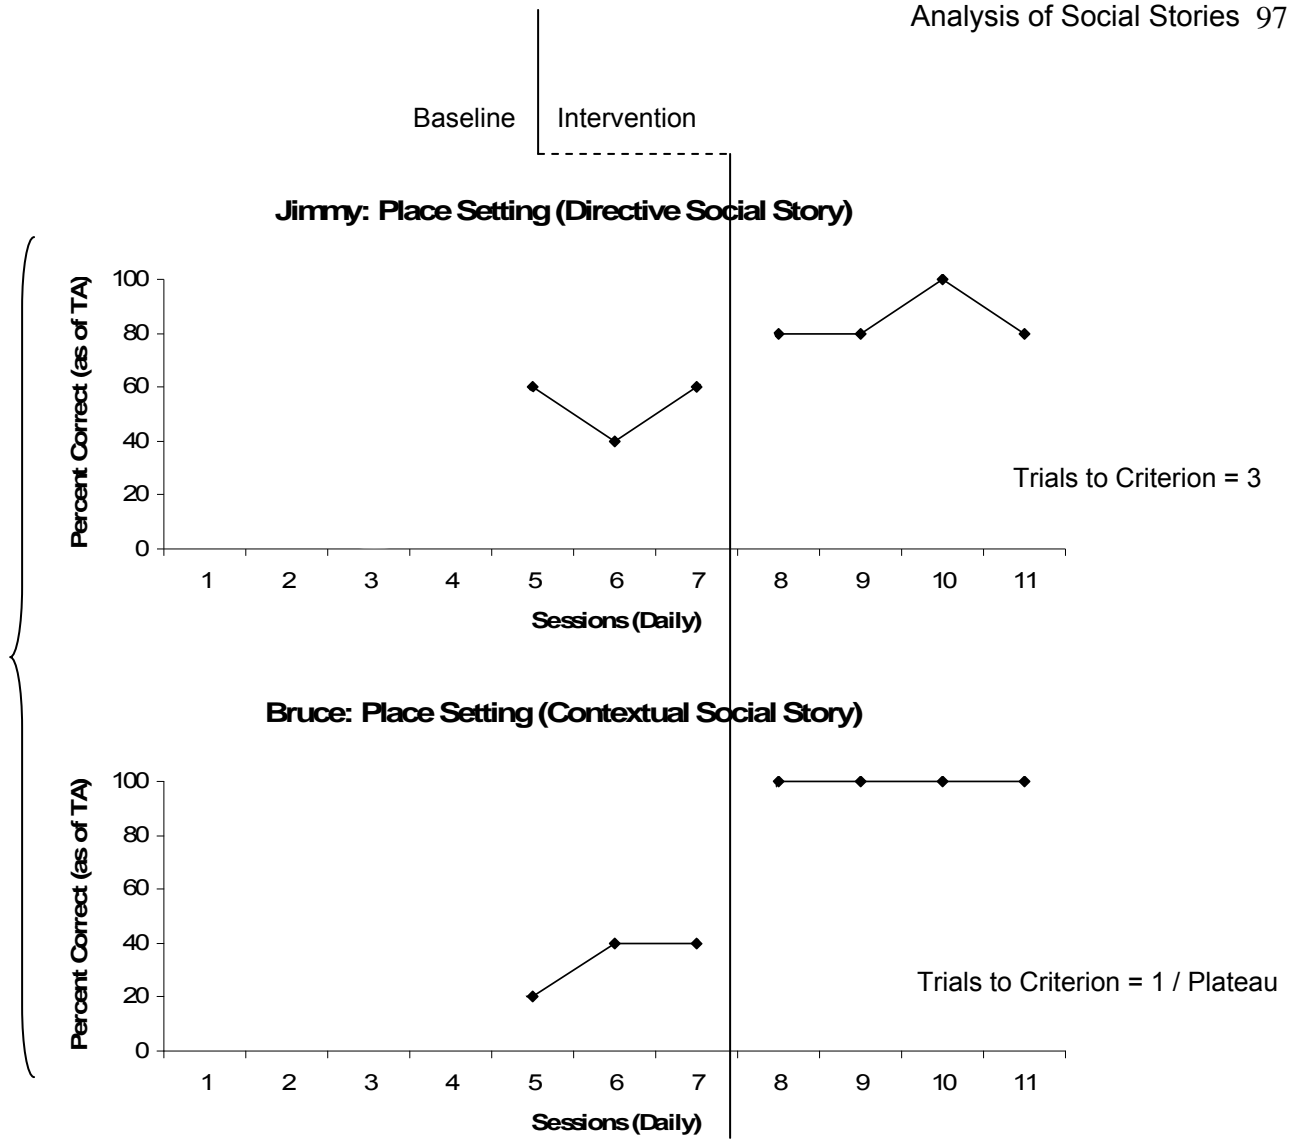 Analysis of Social Stories 97
Baseline Intervention
Jimmy: Place Setting (Directive Social Story)
Percent Correct (as of TA)
100
80
60
40
20
0
Trials to Criterion = 3
1 2 3 4 5 6 7 8 9 10 11
Sessions (Daily)
Bruce: Place Setting (Contextual Social Story)
Percent Correct (as of TA)
100
80
60
40
20
0
Trials to Criterion = 1 / Plateau
1 2 3 4 5 6 7 8 9 10 11
Sessions (Daily)